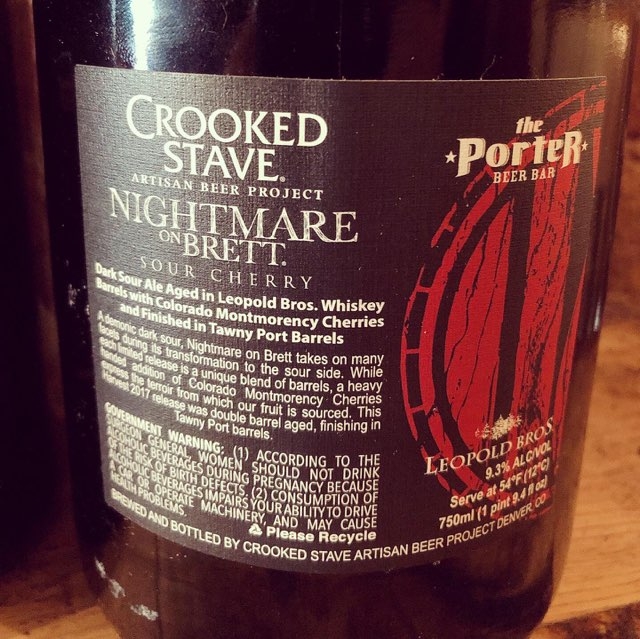 CROOKED
STAVE®
ARTISAN BEER PROJECT
NIGHTMARE
ON BRETT®
SOUR CHERRY
Dark Sour Ale Aged in Leopold Bros. Whiskey
Barrels with Colorado Montmorency Cherries
and Finished in Tawny Port Barrels
A demonic dark sour, Nightmare on Brett takes on many
facets during its transformation to the sour side. While
each limited release is a unique blend of barrels, a heavy
handed addition of Colorado Montmorency Cherries
express the terroir from which our fruit is sourced. This
Harvest 2017 release was double barrel aged, finishing in
Tawny Port barrels.
GOVERNMENT WARNING: (1) ACCORDING TO THE
SURGEON GENERAL, WOMEN SHOULD NOT DRINK
ALCOHOLIC BEVERAGES DURING PREGNANCY BECAUSE
OF THE RISK OF BIRTH DEFECTS. (2) CONSUMPTION OF
ALCOHOLIC BEVERAGES IMPAIRS YOUR ABILITY TO DRIVE
A CAR OR OPERATE MACHINERY, AND MAY CAUSE
HEALTH PROBLEMS.
Please Recycle
BREWED AND BOTTLED BY CROOKED STAVE ARTISAN BEER PROJECT DENVER, CO
the
PorteR
BEER BAR
LEOPOLD BROS
9.3% ALC/VOL
Serve at 54°F (12°C)
750ml (1 pint 9.4 fl oz)